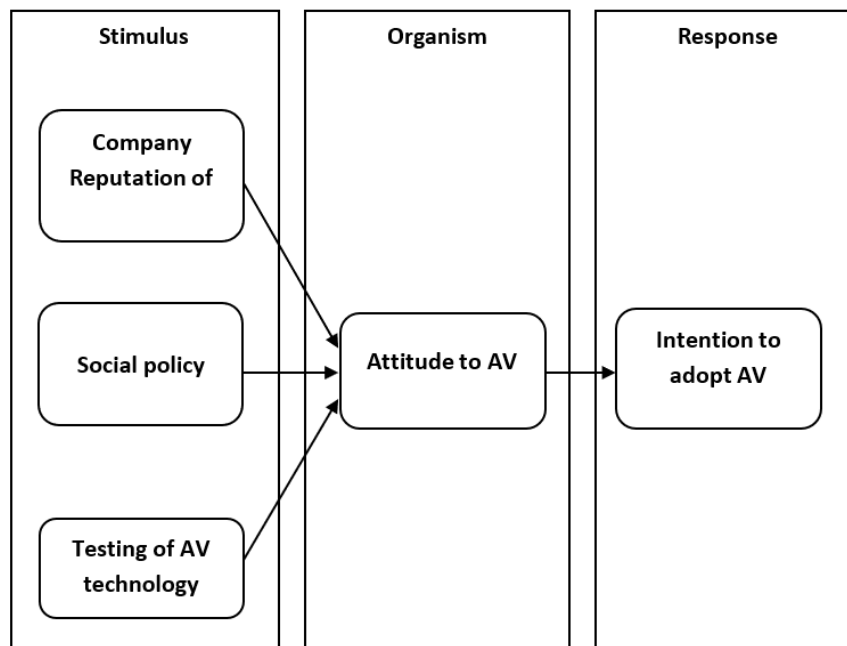 Stimulus
Organism
Response
Company
Reputation of
Social policy
Testing of AV
technology
Attitude to AV
Intention to
adopt AV